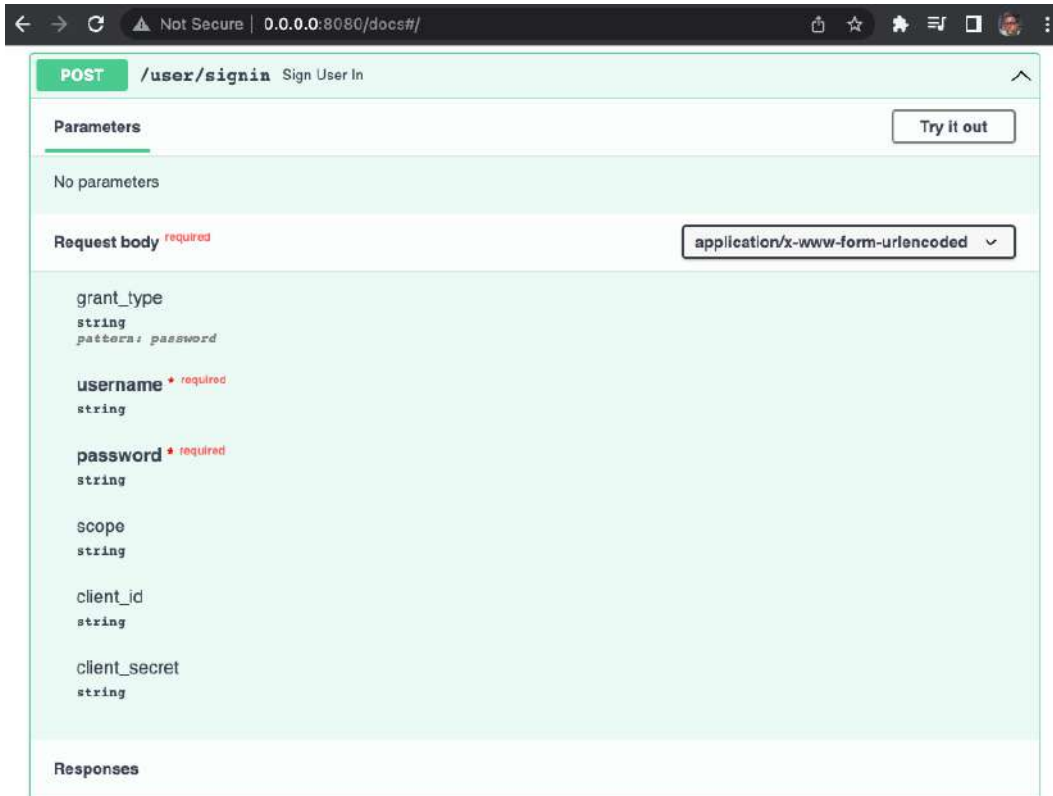 Not Secure | 0.0.0.0:8080/docs#/
POST /user/signin Sign User In
Parameters Try it out
No parameters
Request body required application/x-www-form-urlencoded
grant_type
string
pattern: password
username * required
string
password * required
string
scope
string
client_id
string
client_secret
string
Responses